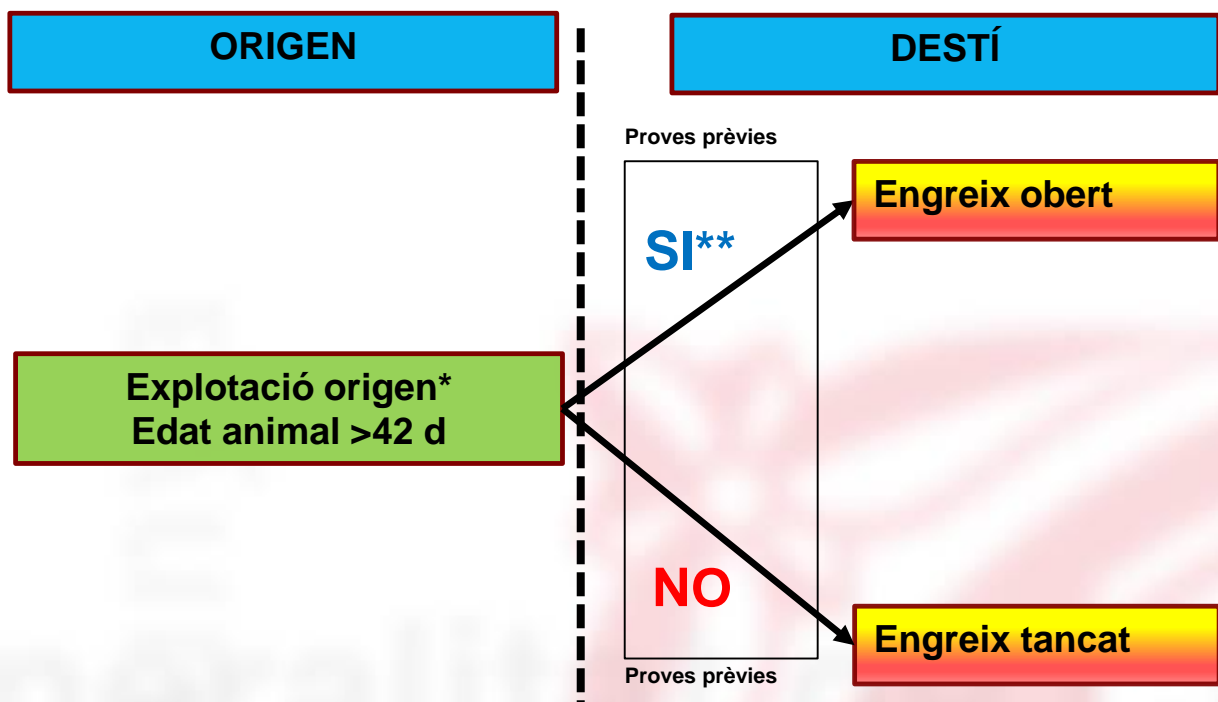 ORIGEN
DESTÍ
Proves prèvies
Engreix obert
SI**
Explotació origen*
Edat animal >42 d
NO
Engreix tancat
Proves prèvies